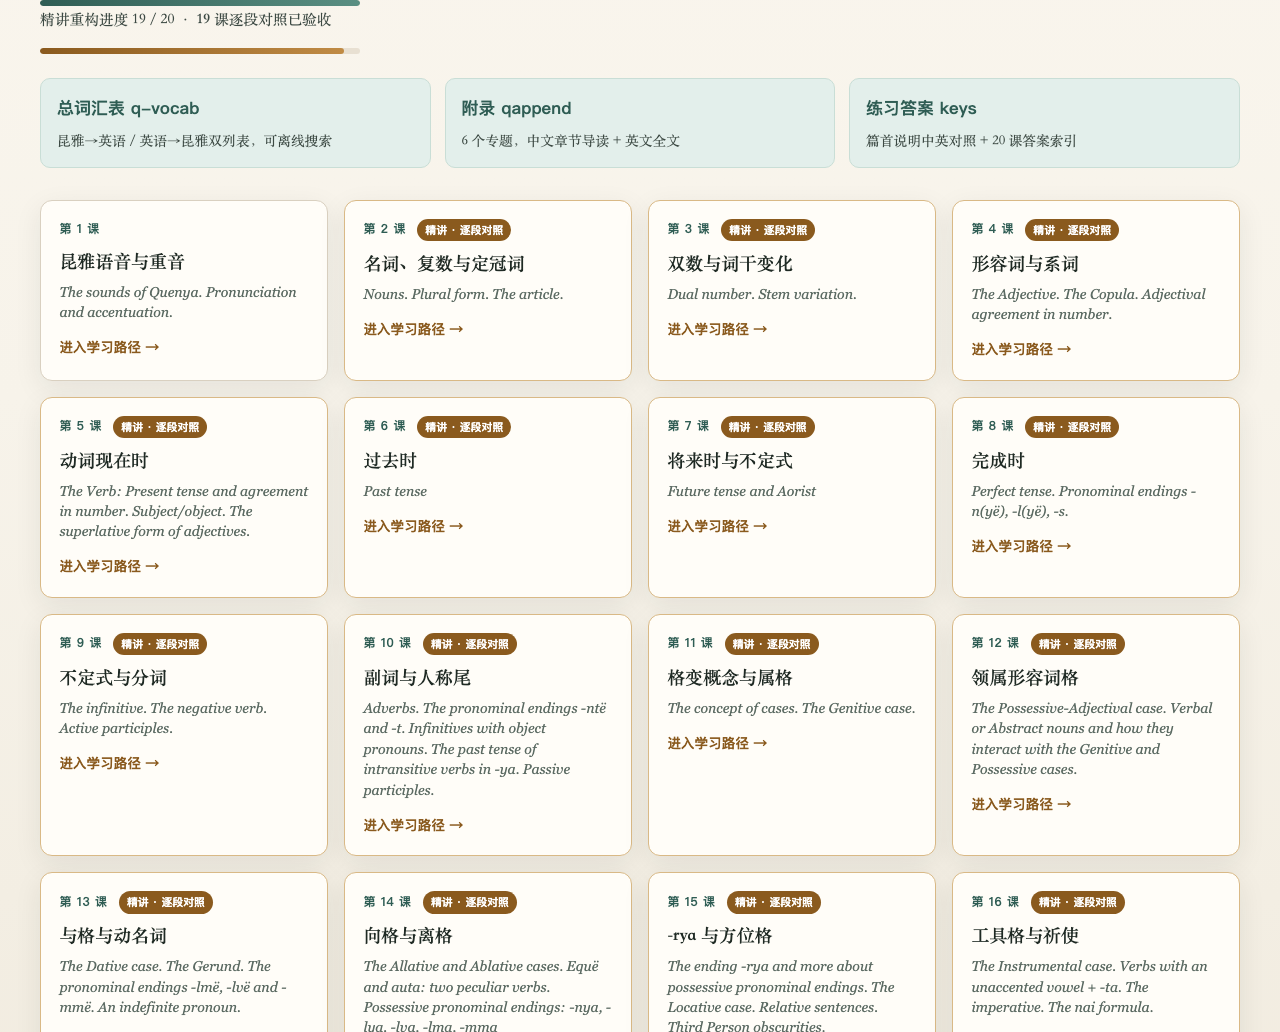 精讲重构进度 19 / 20 · 19 课逐段对照已验收
总词汇表 q–vocab
昆雅→英语 / 英语→昆雅双列表，可离线搜索
附录 qappend
6 个专题，中文章节导读 + 英文全文
练习答案 keys
篇首说明中英对照 + 20 课答案索引
第 1 课
昆雅语音与重音
The sounds of Quenya. Pronunciation
and accentuation.
进入学习路径 →
第 2 课 精讲 · 逐段对照
名词、复数与定冠词
Nouns. Plural form. The article.
进入学习路径 →
第 3 课 精讲 · 逐段对照
双数与词干变化
Dual number. Stem variation.
进入学习路径 →
第 4 课 精讲 · 逐段对照
形容词与系词
The Adjective. The Copula. Adjectival
agreement in number.
进入学习路径 →
第 5 课 精讲 · 逐段对照
动词现在时
The Verb: Present tense and agreement
in number. Subject/object. The
superlative form of adjectives.
进入学习路径 →
第 6 课 精讲 · 逐段对照
过去时
Past tense
进入学习路径 →
第 7 课 精讲 · 逐段对照
将来时与不定式
Future tense and Aorist
进入学习路径 →
第 8 课 精讲 · 逐段对照
完成时
Perfect tense. Pronominal endings -
n(yë), -l(yë), -s.
进入学习路径 →
第 9 课 精讲 · 逐段对照
不定式与分词
The infinitive. The negative verb.
Active participles.
进入学习路径 →
第 10 课 精讲 · 逐段对照
副词与人称尾
Adverbs. The pronominal endings -ntë
and -t. Infinitives with object
pronouns. The past tense of
intransitive verbs in -ya. Passive
participles.
进入学习路径 →
第 11 课 精讲 · 逐段对照
格变概念与属格
The concept of cases. The Genitive case.
进入学习路径 →
第 12 课 精讲 · 逐段对照
领属形容词格
The Possessive-Adjectival case. Verbal
or Abstract nouns and how they
interact with the Genitive and
Possessive cases.
进入学习路径 →
第 13 课 精讲 · 逐段对照
与格与动名词
The Dative case. The Gerund. The
pronominal endings -lmë, -lvë and -
mmë. An indefinite pronoun.
第 14 课 精讲 · 逐段对照
向格与离格
The Allative and Ablative cases. Equë
and auta: two peculiar verbs.
Possessive pronominal endings: -nya, -
lya, -lva, -lma, -mma
第 15 课 精讲 · 逐段对照
-rya 与方位格
The ending -rya and more about
possessive pronominal endings. The
Locative case. Relative sentences.
Third Person obscurities.
第 16 课 精讲 · 逐段对照
工具格与祈使
The Instrumental case. Verbs with an
unaccented vowel + -ta. The
imperative. The nai formula.